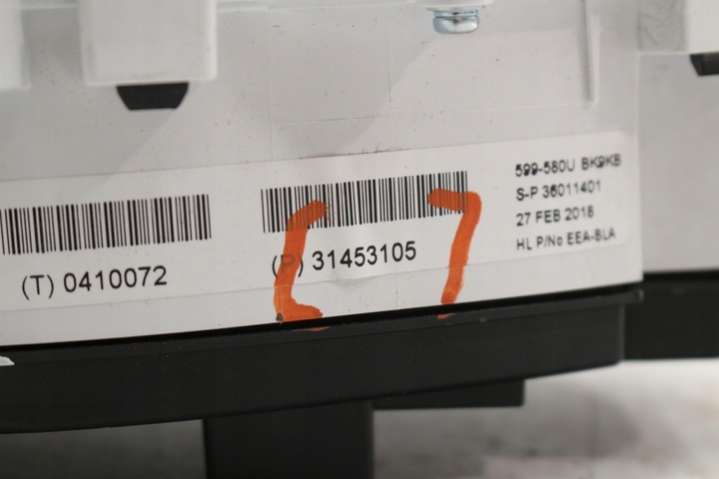 (T) 0410072
(P) 31453105
599-580U BK9KB
S-P 36011401
27 FEB 2018
HL P/No EEA-BLA